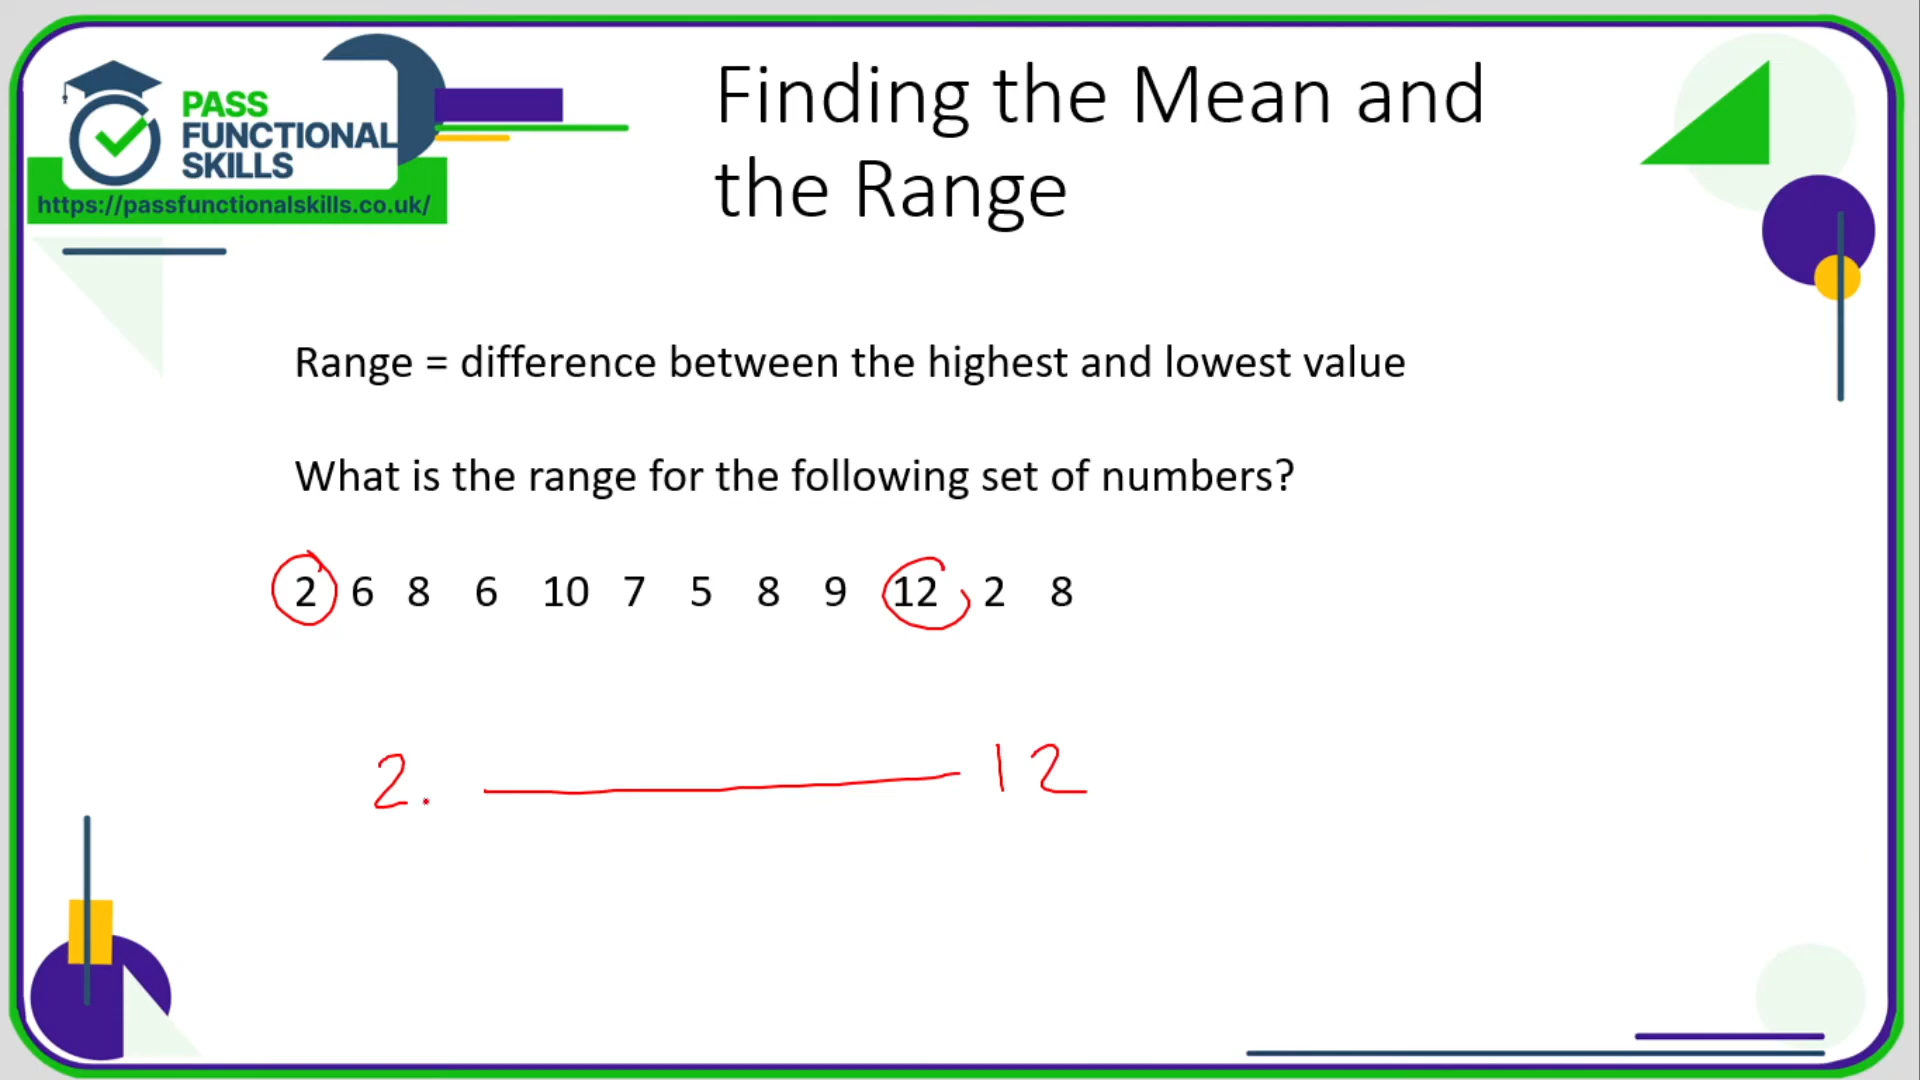 PASS
FUNCTIONAL
SKILLS
https://passfunctionalskills.co.uk/
Finding the Mean and
the Range
Range = difference between the highest and lowest value
What is the range for the following set of numbers?
2 6 8 6 10 7 5 8 9 12 2 8
2. 12